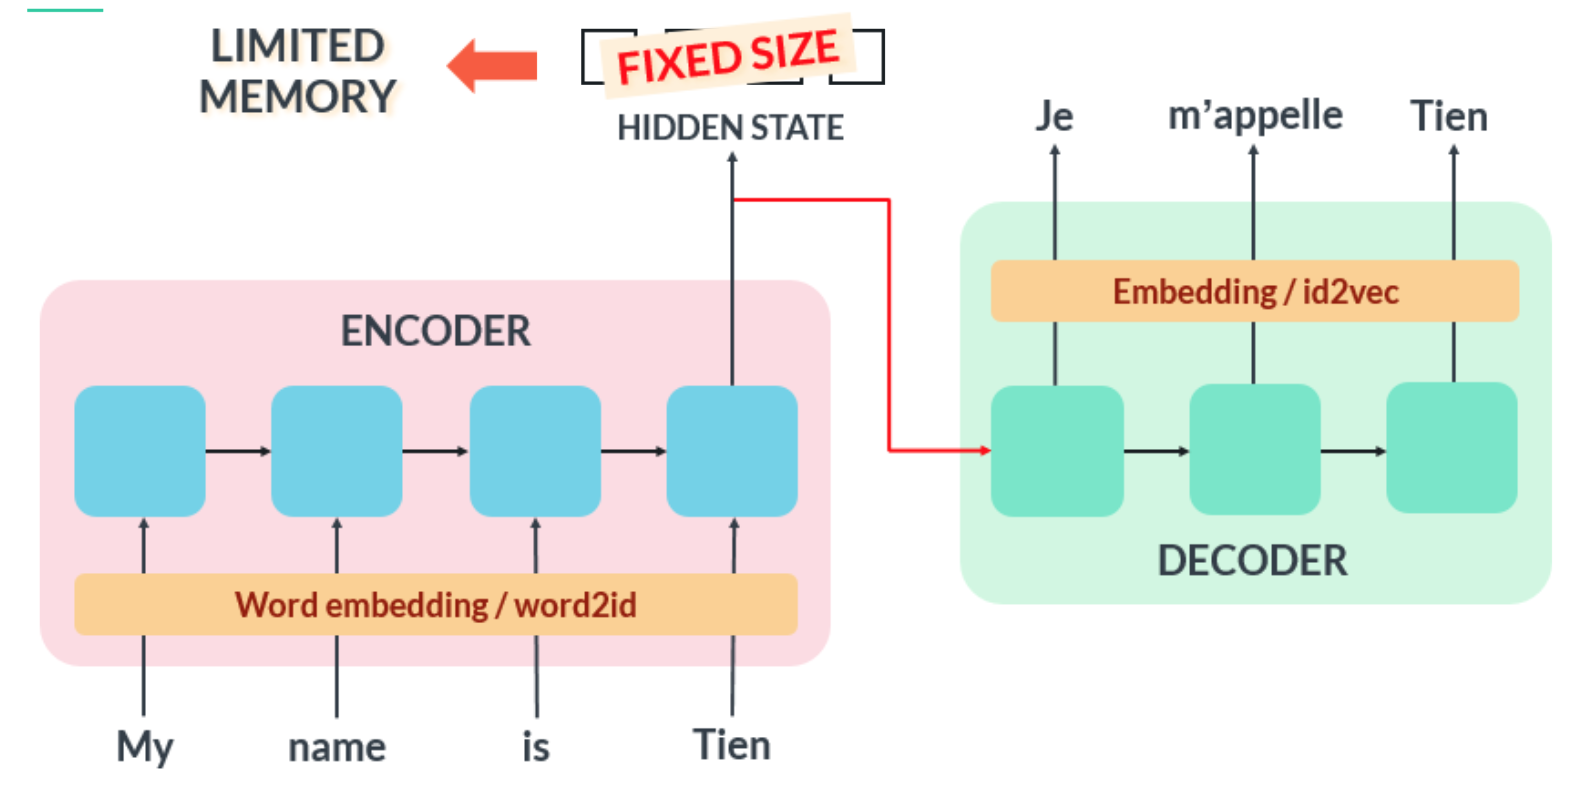 LIMITED
MEMORY
FIXED SIZE
HIDDEN STATE
Je m’appelle Tien
Embedding / id2vec
ENCODER
DECODER
Word embedding / word2id
My name is Tien